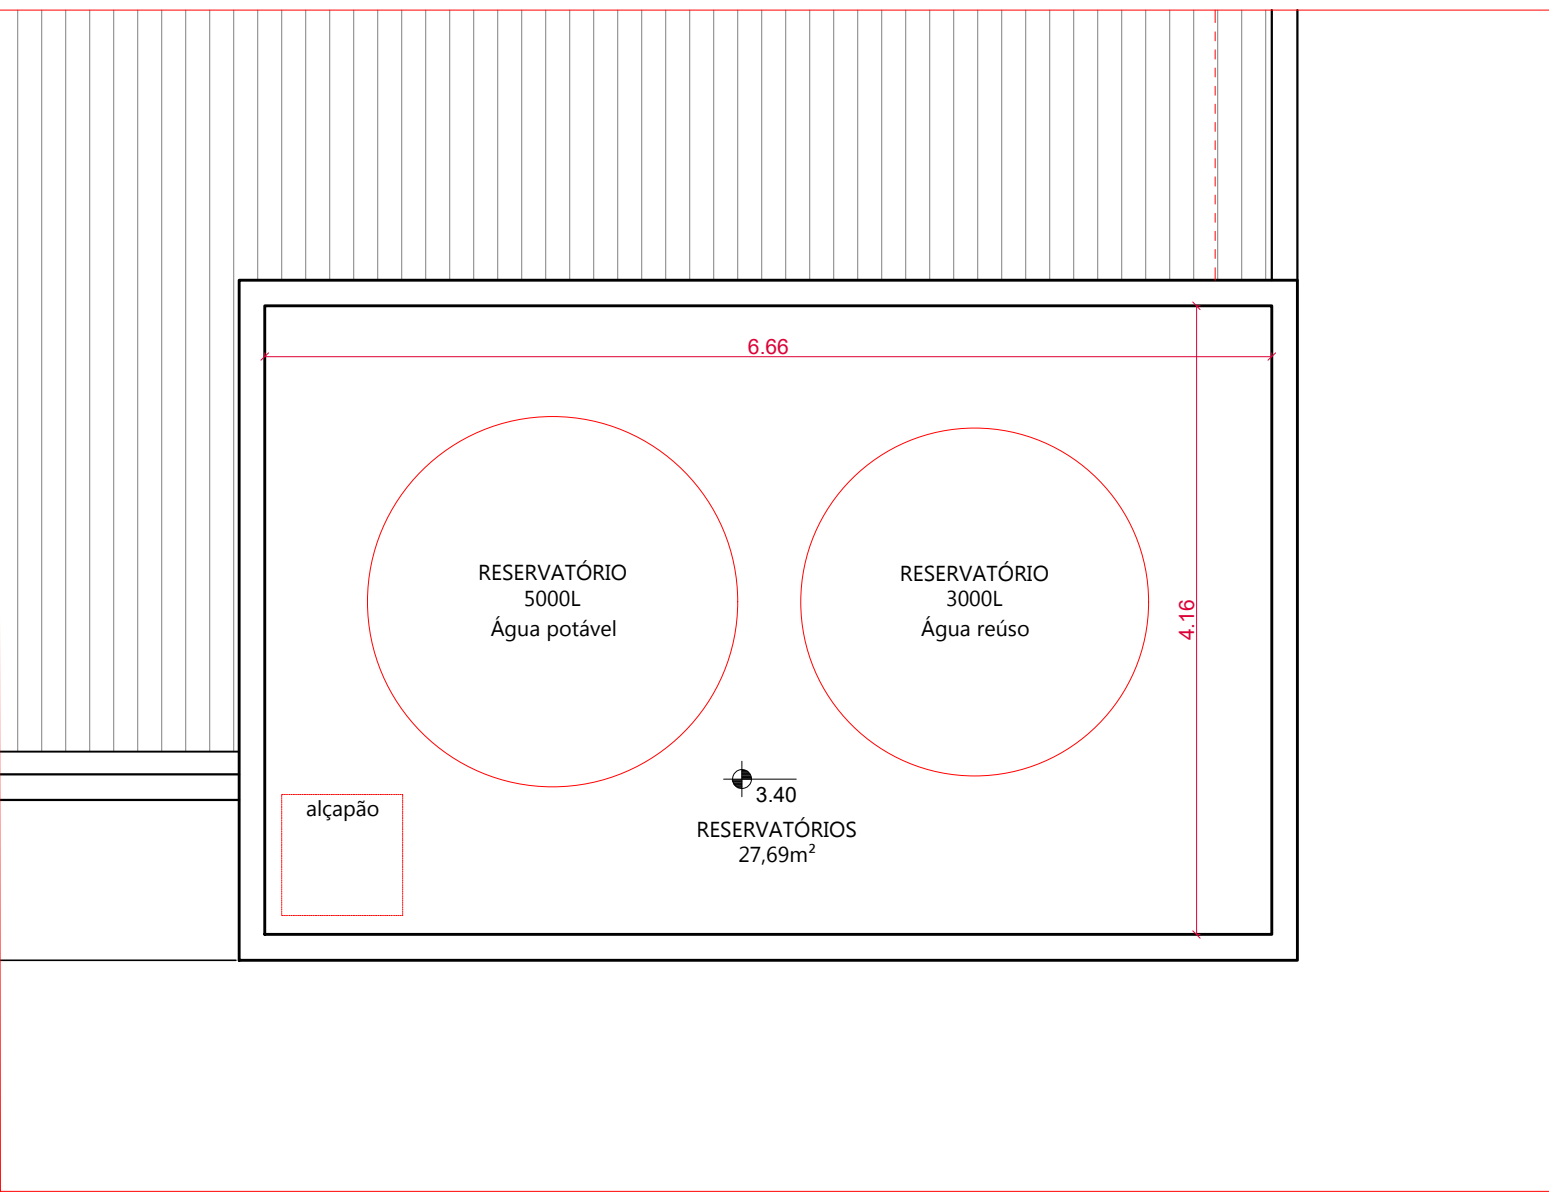 6.66
RESERVATÓRIO
5000L
Água potável
RESERVATÓRIO
3000L
Água reúso
4.16
3.40
alçapão
RESERVATÓRIOS
27,69m²